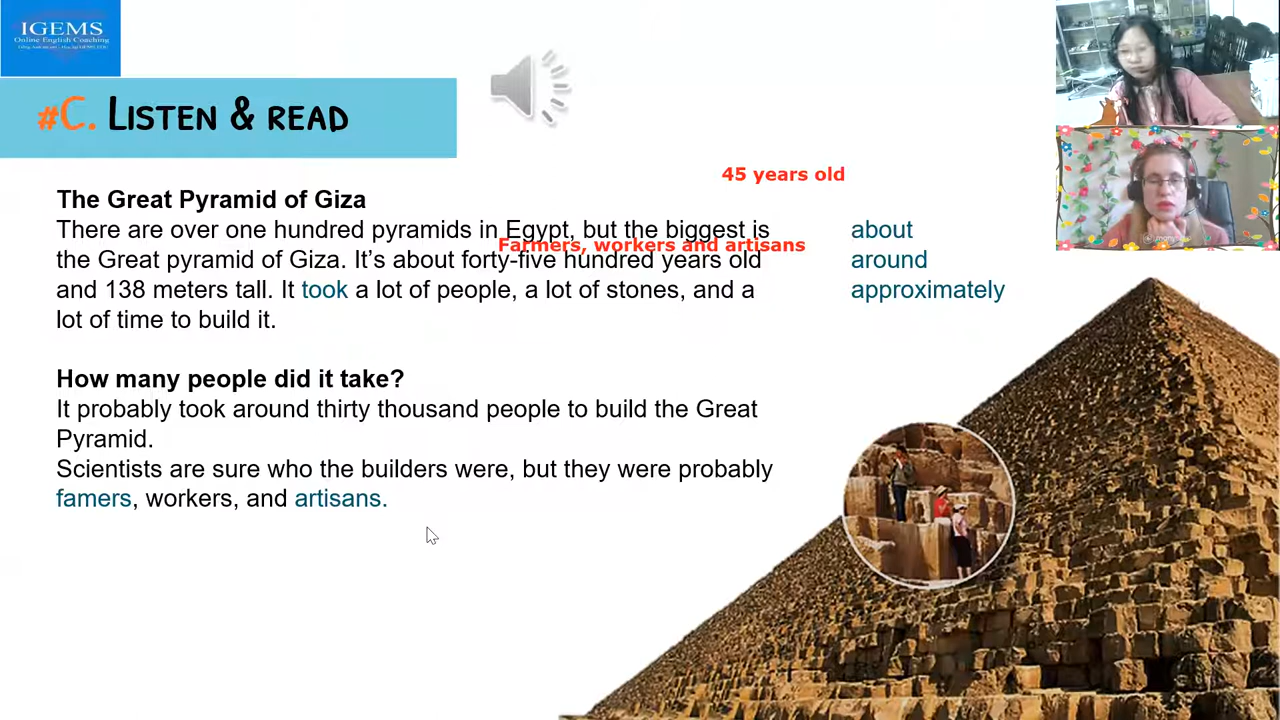 IGEMS
Online English Coaching
#C. LISTEN & READ
45 years old
The Great Pyramid of Giza
There are over one hundred pyramids in Egypt, but the biggest is
Farmers, workers and artisans
the Great pyramid of Giza. It's about forty-five hundred years old
and 138 meters tall. It took a lot of people, a lot of stones, and a
lot of time to build it.
about
around
approximately
How many people did it take?
It probably took around thirty thousand people to build the Great
Pyramid.
Scientists are sure who the builders were, but they were probably
famers, workers, and artisans.